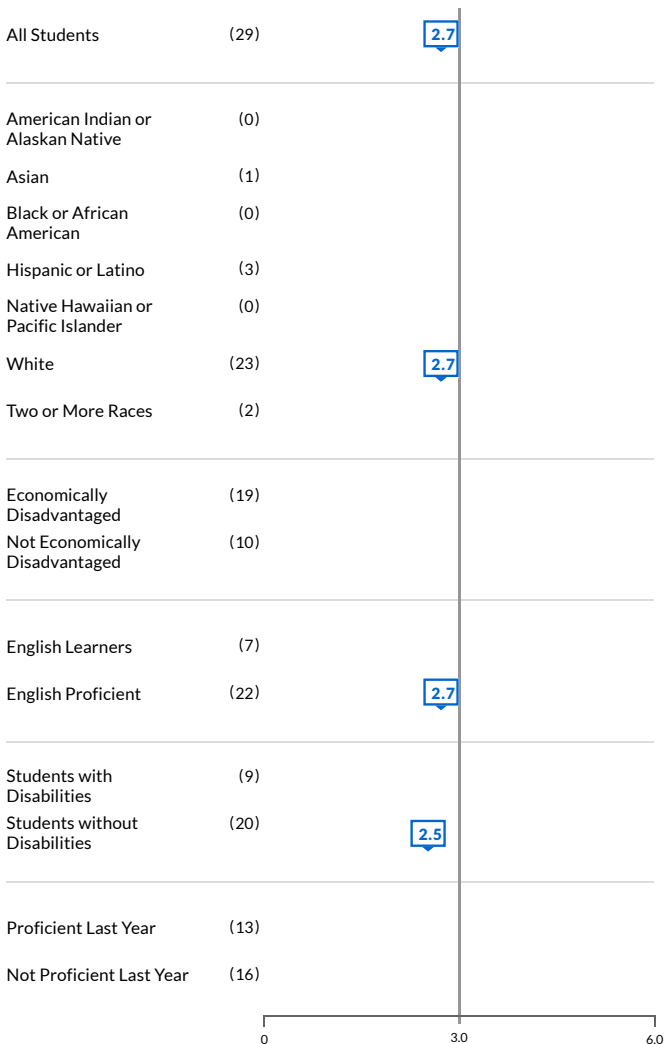 All Students (29) 2.7
American Indian or (0)
Alaskan Native
Asian (1)
Black or African (0)
American
Hispanic or Latino (3)
Native Hawaiian or (0)
Pacific Islander
White (23) 2.7
Two or More Races (2)
Economically (19)
Disadvantaged
Not Economically (10)
Disadvantaged
English Learners (7)
English Proficient (22) 2.7
Students with (9)
Disabilities
Students without (20) 2.5
Disabilities
Proficient Last Year (13)
Not Proficient Last Year (16)
0 3.0 6.0